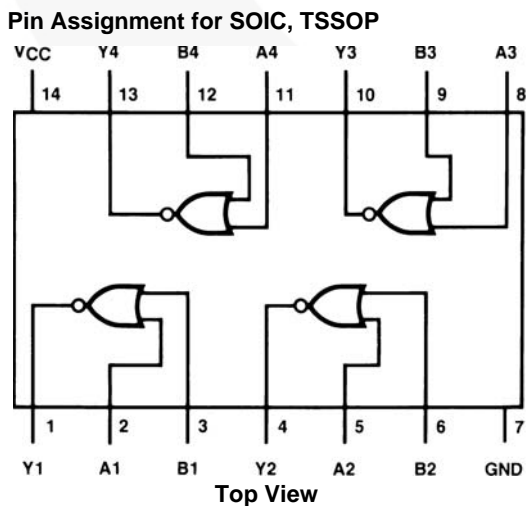 Pin Assignment for SOIC, TSSOP
VCC Y4 B4 A4 Y3 B3 A3
14 13 12 11 10 9 8
1 2 3 4 5 6 7
Y1 A1 B1 Y2 A2 B2 GND
Top View